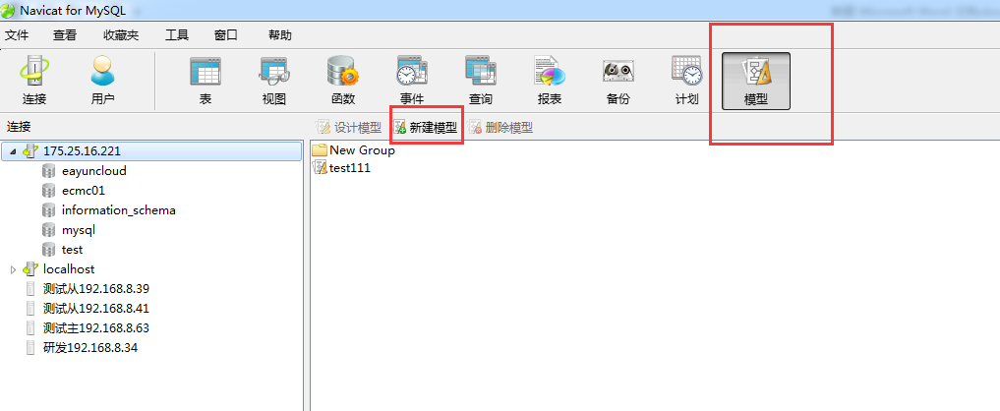 Navicat for MySQL
文件 查看 收藏夹 工具 窗口 帮助
连接 用户 表 视图 函数 事件 查询 报表 备份 计划 模型
连接 设计模型 新建模型 删除模型
175.25.16.221
eayuncloud
ecmc01
information_schema
mysql
test
localhost
测试从192.168.8.39
测试从192.168.8.41
测试主192.168.8.63
研发192.168.8.34
New Group
test111